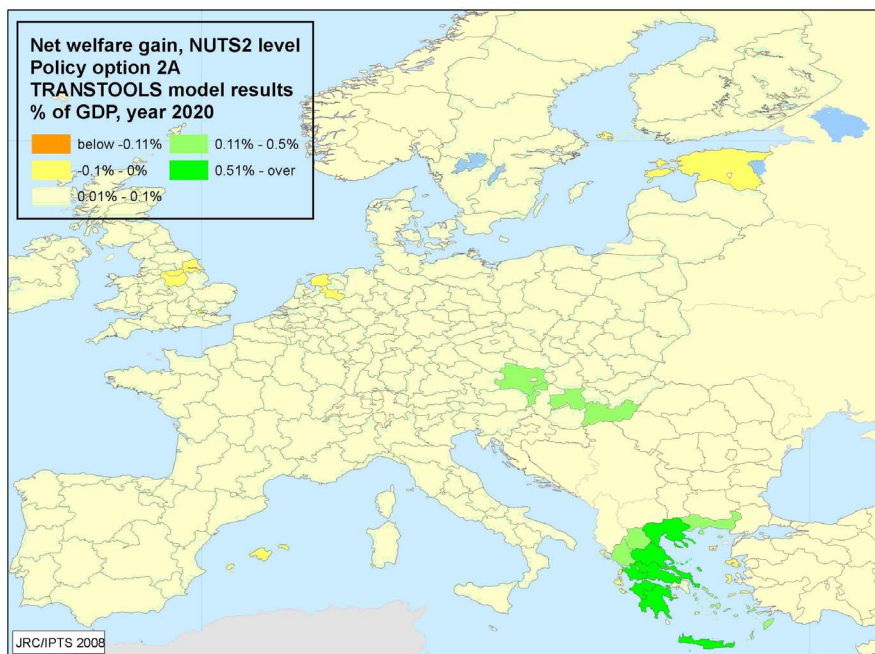 Net welfare gain, NUTS2 level
Policy option 2A
TRANSTOOLS model results
% of GDP, year 2020
below -0.11%
0.11% - 0.5%
-0.1% - 0%
0.51% - over
0.01% - 0.1%
JRC/IPTS 2008